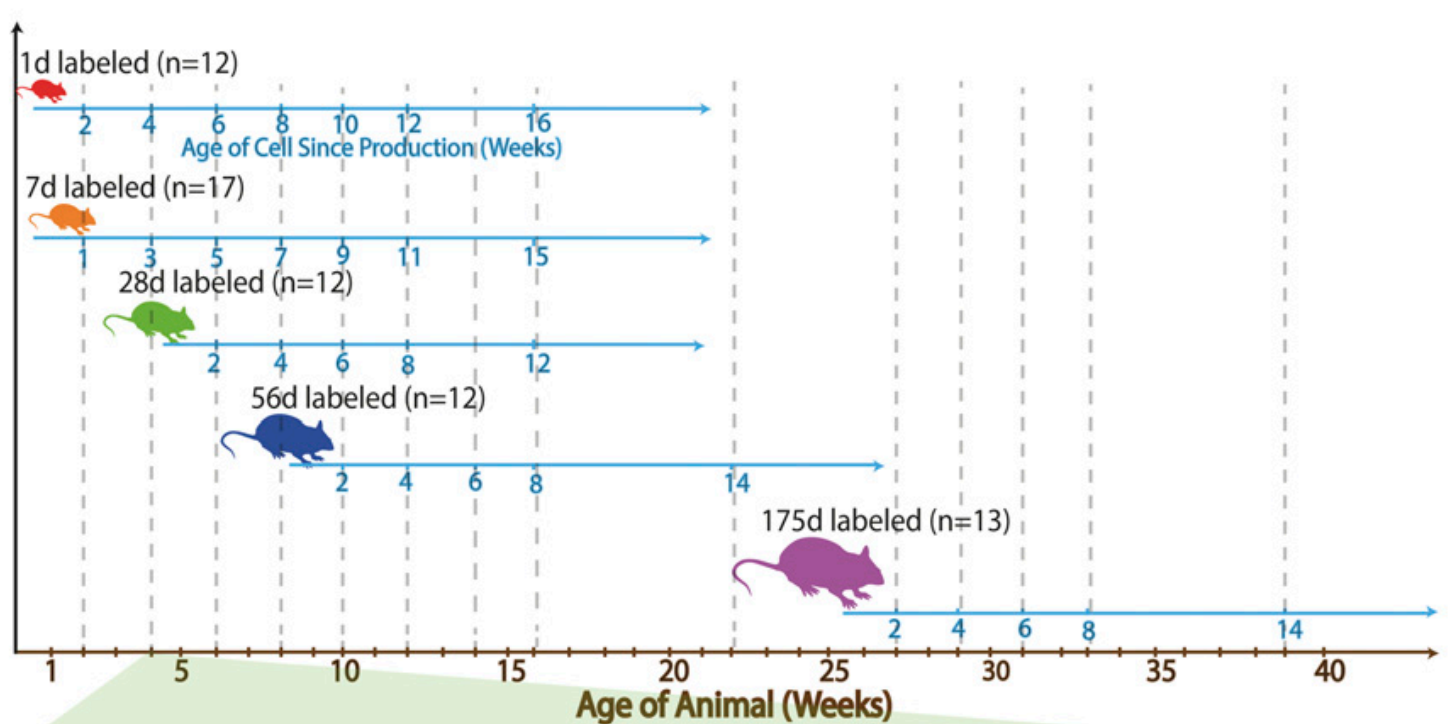 1d labeled (n=12)
2 4 6 8 10 12 16
Age of Cell Since Production (Weeks)
7d labeled (n=17)
1 3 5 7 9 11 15
28d labeled (n=12)
2 4 6 8 12
56d labeled (n=12)
2 4 6 8 14
175d labeled (n=13)
2 4 6 8 14
1 5 10 15 20 25 30 35 40
Age of Animal (Weeks)